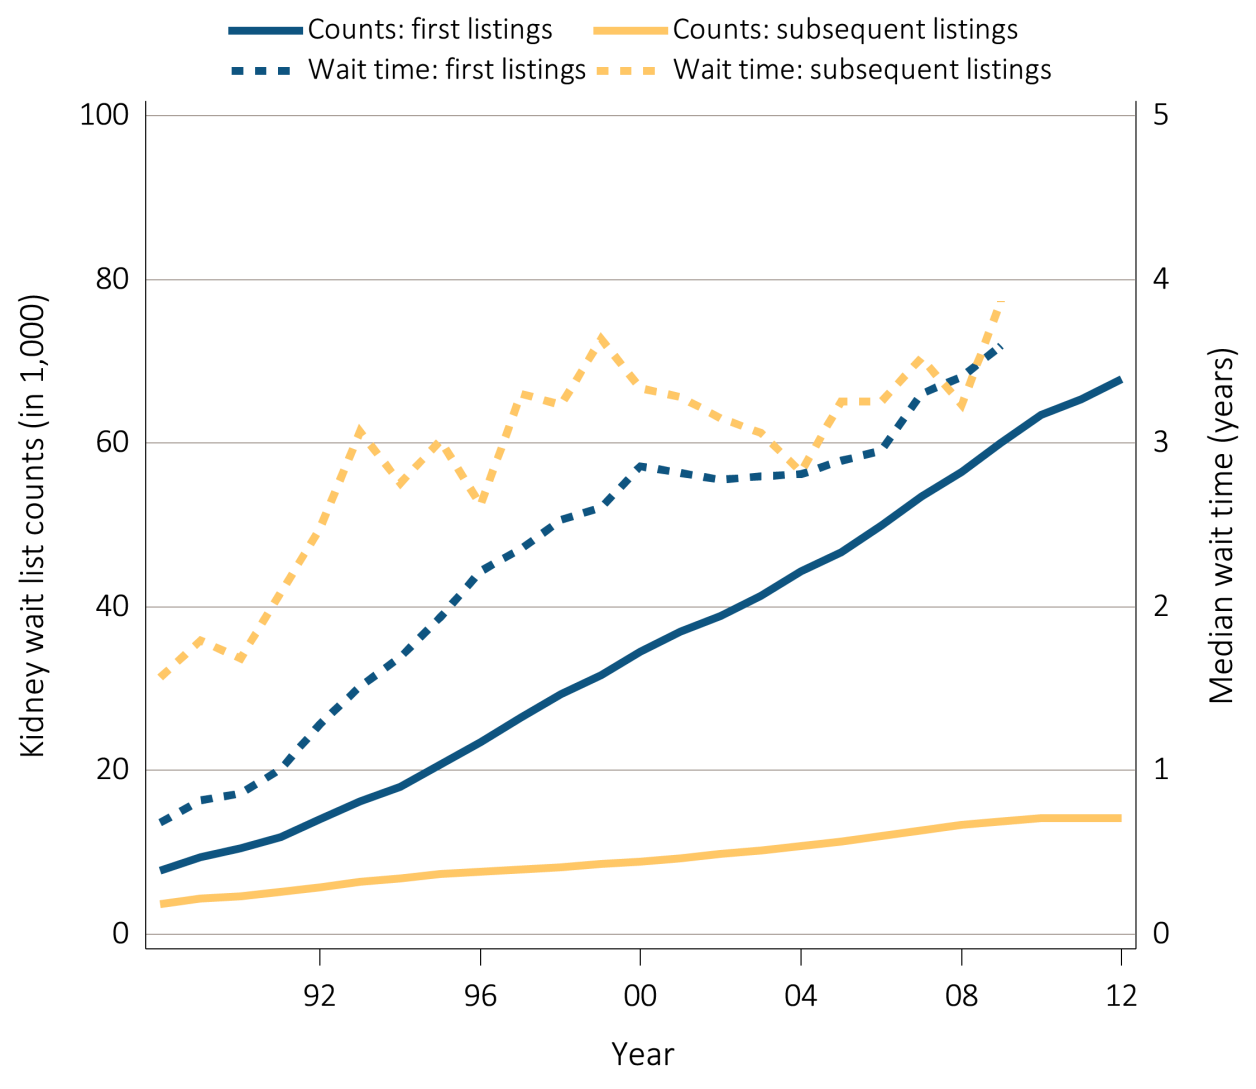 Counts: first listings Counts: subsequent listings
Wait time: first listings Wait time: subsequent listings
100 5
80 4
60 3
40 2
20 1
0 0
Kidney wait list counts (in 1,000)
Median wait time (years)
92 96 00 04 08 12
Year